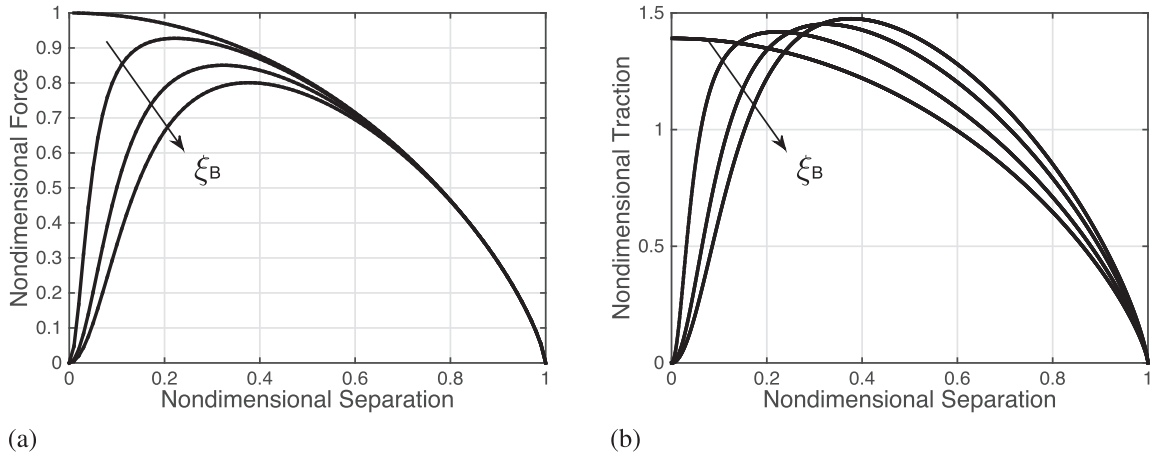 1
0.9
0.8
0.7
0.6
0.5
0.4
0.3
0.2
0.1
0
Nondimensional Force
ξB
0 0.2 0.4 0.6 0.8 1
Nondimensional Separation
(a)
1.5
1
0.5
0
Nondimensional Traction
ξB
0 0.2 0.4 0.6 0.8 1
Nondimensional Separation
(b)